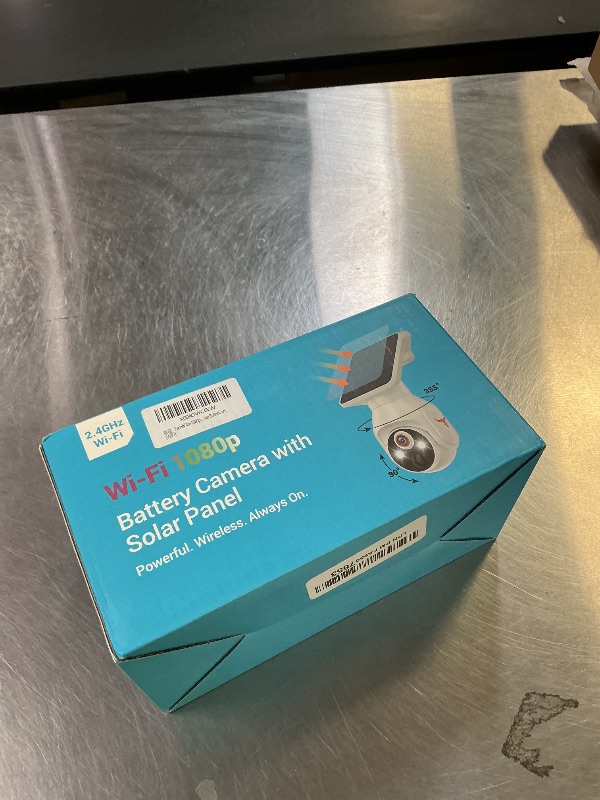 2.4GHz
Wi-Fi
Wi-Fi 1080p
Battery Camera with
Solar Panel
Powerful. Wireless. Always On.
355°
90°